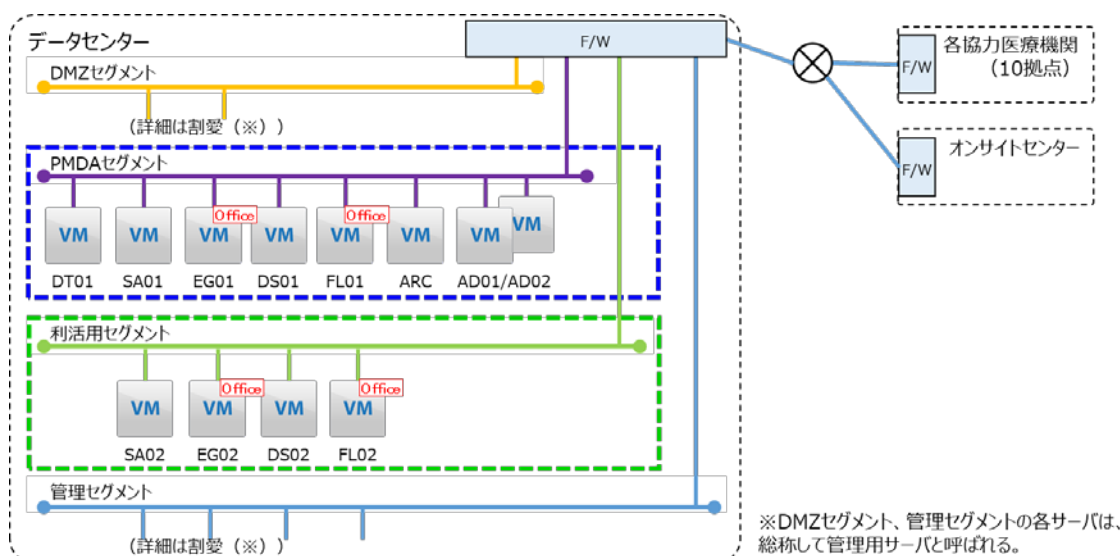 データセンター
F/W
DMZセグメント
(詳細は割愛(※))
各協力医療機関
(10拠点)
F/W
オンサイトセンター
F/W
PMDAセグメント
Office
Office
VM
VM
VM
VM
VM
VM
VM
VM
DT01
SA01
EG01
DS01
FL01
ARC
AD01/AD02
利活用セグメント
Office
Office
VM
VM
VM
VM
SA02
EG02
DS02
FL02
管理セグメント
(詳細は割愛(※))
※DMZセグメント、管理セグメントの各サーバは、
総称して管理用サーバと呼ばれる。